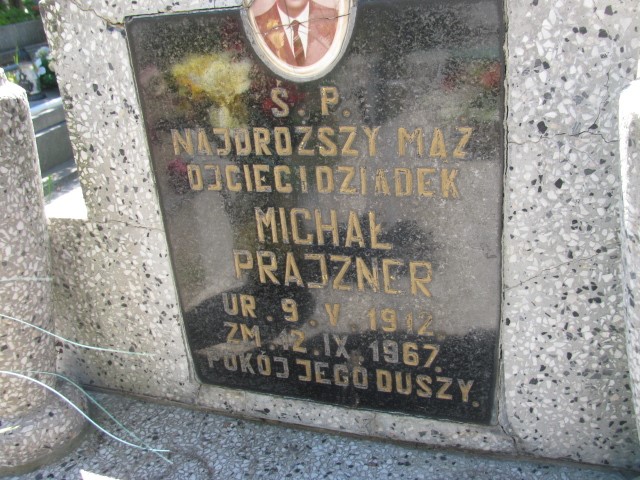 Ś. P.
NAJDROŻSZY MĄŻ
OJCIEC I DZIADEK
MICHAŁ
PRAJZNER
UR. 9. V. 1912.
ZM. 12. IX. 1967.
POKÓJ JEGO DUSZY.